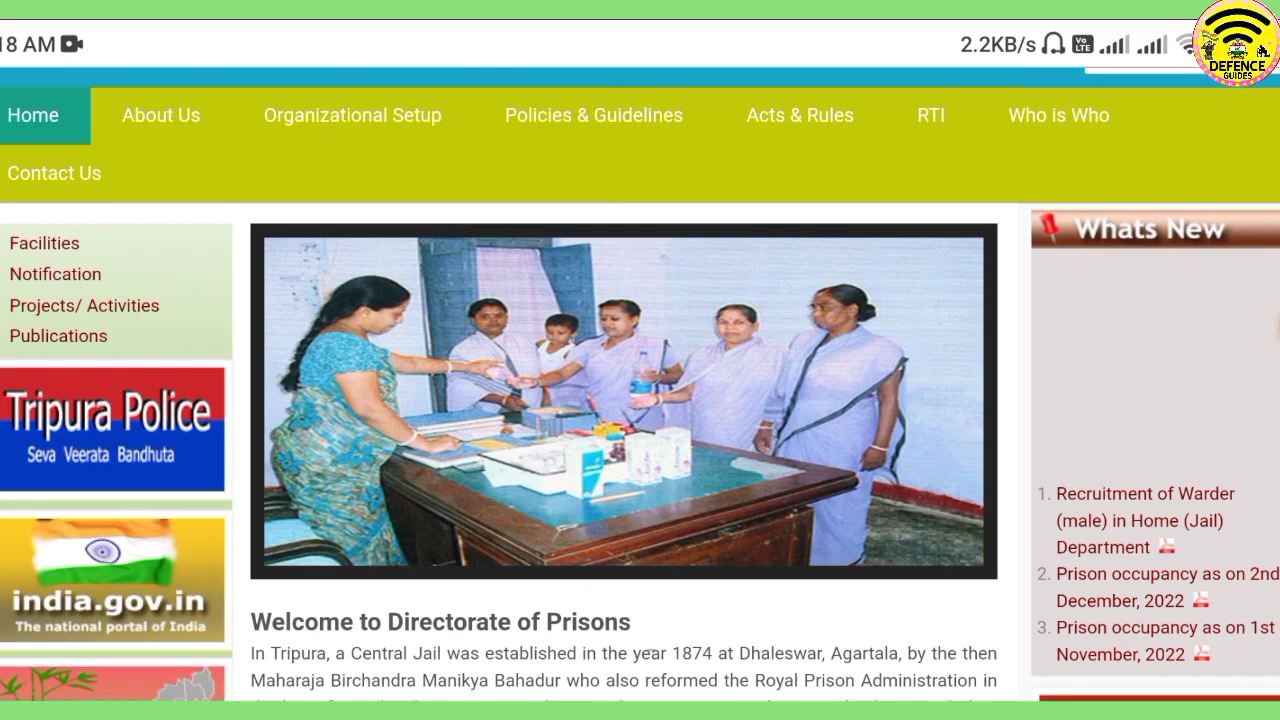 18 AM
2.2KB/s
Vo
LTE
DEFENCE
GUIDES
Home About Us Organizational Setup Policies & Guidelines Acts & Rules RTI Who is Who
Contact Us
Facilities
Notification
Projects/ Activities
Publications
Tripura Police
Seva Veerata Bandhuta
india.gov.in
The national portal of India
Welcome to Directorate of Prisons
In Tripura, a Central Jail was established in the year 1874 at Dhaleswar, Agartala, by the then
Maharaja Birchandra Manikya Bahadur who also reformed the Royal Prison Administration in
Whats New
1. Recruitment of Warder
(male) in Home (Jail)
Department
2. Prison occupancy as on 2nd
December, 2022
3. Prison occupancy as on 1st
November, 2022